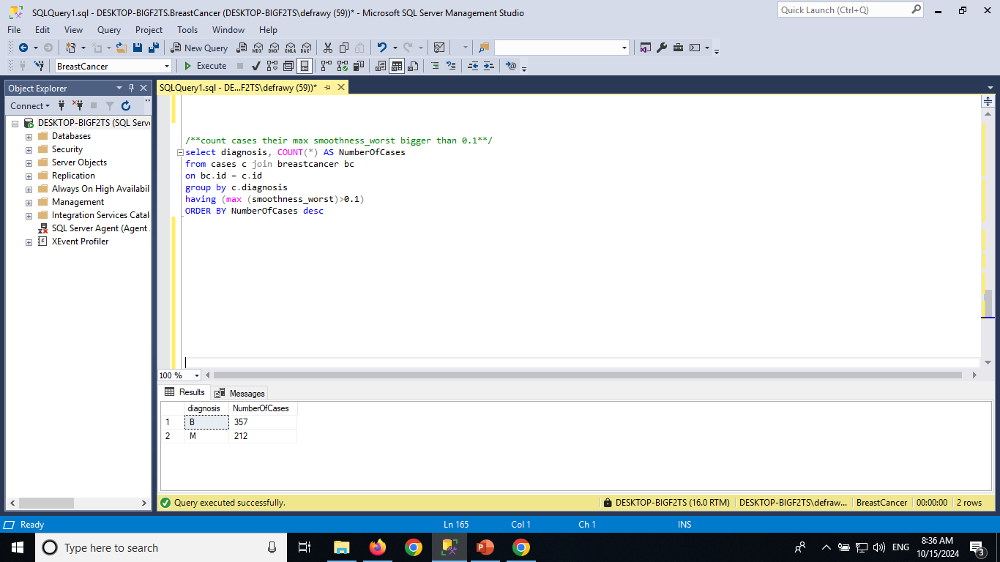 SQLQuery1.sql - DESKTOP-BIGF2TS.BreastCancer (DESKTOP-BIGF2TS\defrawy (59))* - Microsoft SQL Server Management Studio
Quick Launch (Ctrl+Q)
File Edit View Query Project Tools Window Help
New Query MDX DMX XMLA DAX
BreastCancer Execute
Object Explorer
SQLQuery1.sql - DE...F2TS\defrawy (59))*
Connect
DESKTOP-BIGF2TS (SQL Serve
Databases
Security
Server Objects
Replication
Always On High Availabil
Management
Integration Services Catal
SQL Server Agent (Agent
XEvent Profiler
/**count cases their max smoothness_worst bigger than 0.1**/
select diagnosis, COUNT(*) AS NumberOfCases
from cases c join breastcancer bc
on bc.id = c.id
group by c.diagnosis
having (max (smoothness_worst)>0.1)
ORDER BY NumberOfCases desc
100 %
Results Messages
diagnosis NumberOfCases
1 B 357
2 M 212
Query executed successfully. DESKTOP-BIGF2TS (16.0 RTM) DESKTOP-BIGF2TS\defraw... BreastCancer 00:00:00 2 rows
Ready Ln 165 Col 1 Ch 1 INS
Type here to search
ENG
8:36 AM
10/15/2024
3